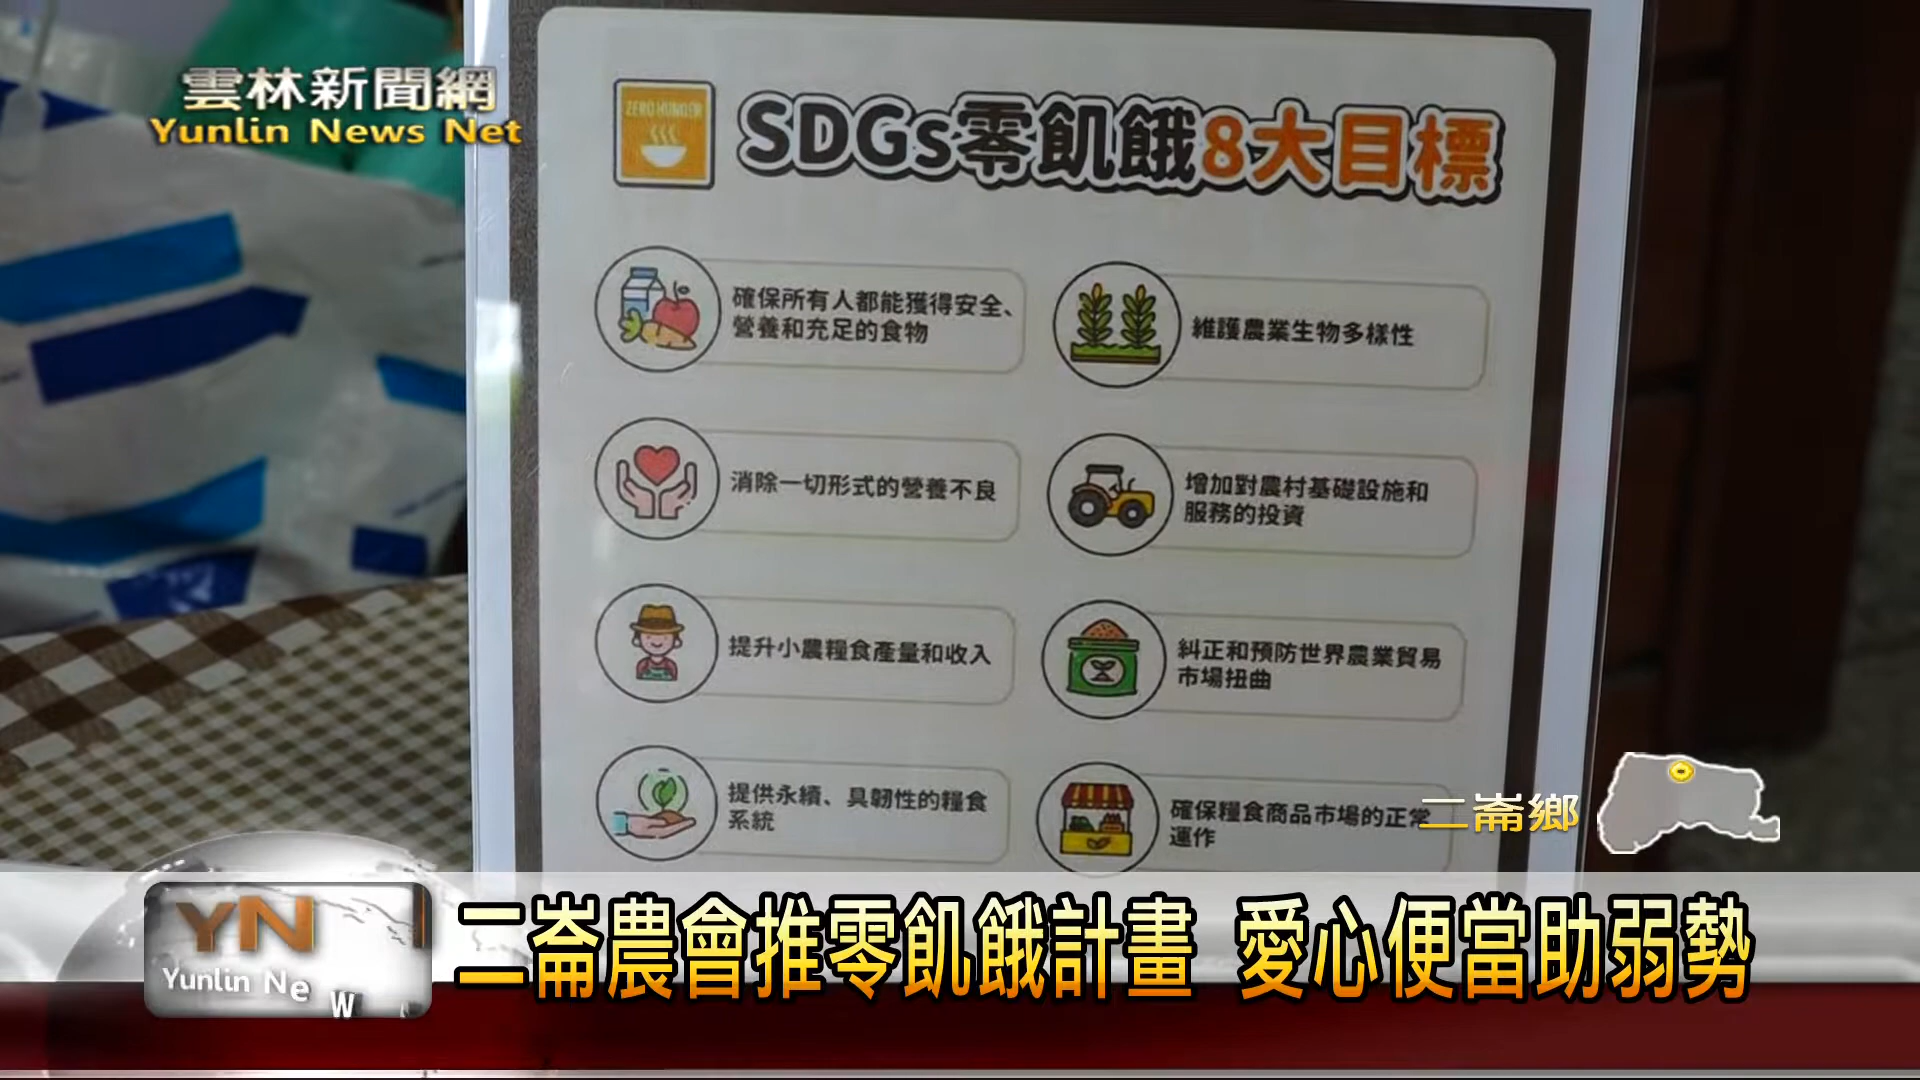 雲林新聞網
Yunlin News Net
ZERO HUNGER
SDGs零飢餓8大目標
確保所有人都能獲得安全、
營養和充足的食物
維護農業生物多樣性
消除一切形式的營養不良
增加對農村基礎設施和
服務的投資
提升小農糧食產量和收入
糾正和預防世界農業貿易
市場扭曲
提供永續、具韌性的糧食
系統
確保糧食商品市場的正常
運作
二崙鄉
YN
Yunlin New
二崙農會推零飢餓計畫 愛心便當助弱勢